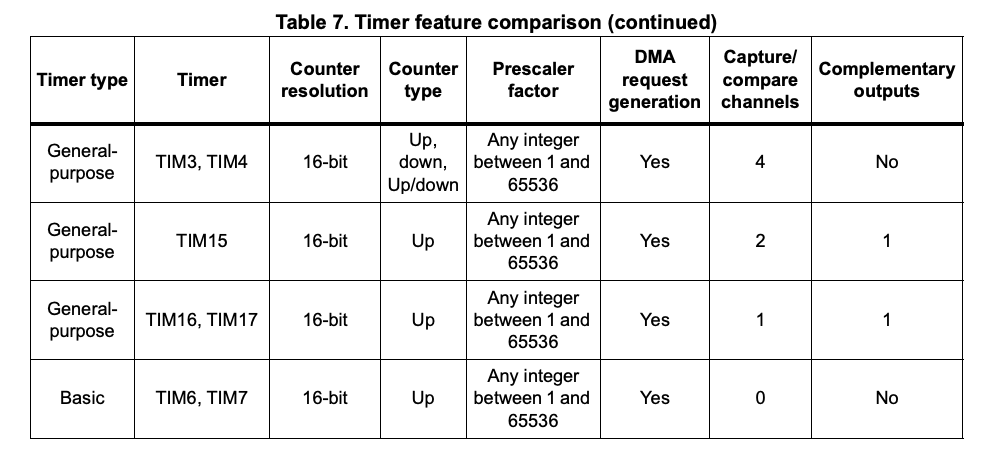 Table 7. Timer feature comparison (continued)
Timer type
Timer
Counter
resolution
Counter
type
Prescaler
factor
DMA
request
generation
Capture/
compare
channels
Complementary
outputs
General-
purpose
TIM3, TIM4
16-bit
Up,
down,
Up/down
Any integer
between 1 and
65536
Yes
4
No
General-
purpose
TIM15
16-bit
Up
Any integer
between 1 and
65536
Yes
2
1
General-
purpose
TIM16, TIM17
16-bit
Up
Any integer
between 1 and
65536
Yes
1
1
Basic
TIM6, TIM7
16-bit
Up
Any integer
between 1 and
65536
Yes
0
No